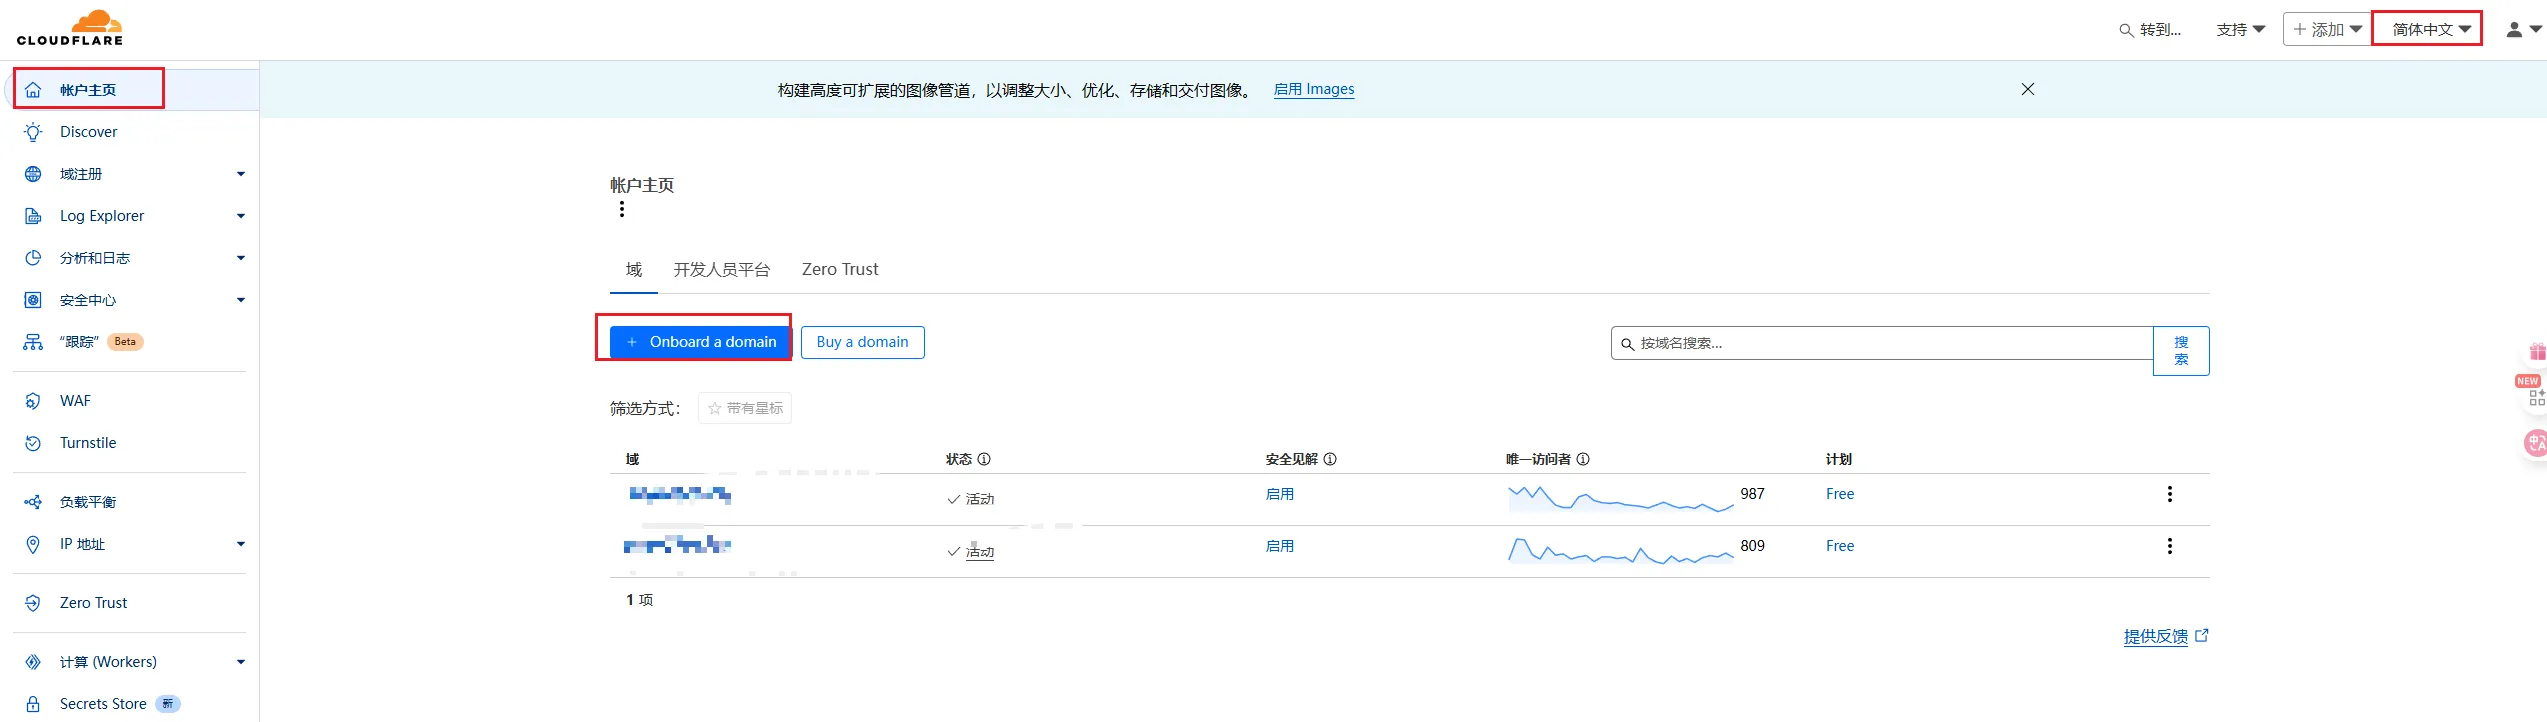 CLOUDFLARE
转到...
支持
添加
简体中文
帐户主页
Discover
域注册
Log Explorer
分析和日志
安全中心
“跟踪” Beta
WAF
Turnstile
负载平衡
IP 地址
Zero Trust
计算 (Workers)
Secrets Store 新
构建高度可扩展的图像管道，以调整大小、优化、存储和交付图像。 启用 Images
帐户主页
域 开发人员平台 Zero Trust
+ Onboard a domain Buy a domain
按域名搜索...
搜
索
筛选方式： 带有星标
域 状态 安全见解 唯一访问者 计划
活动 启用 987 Free
活动 启用 809 Free
1 项
提供反馈
NEW